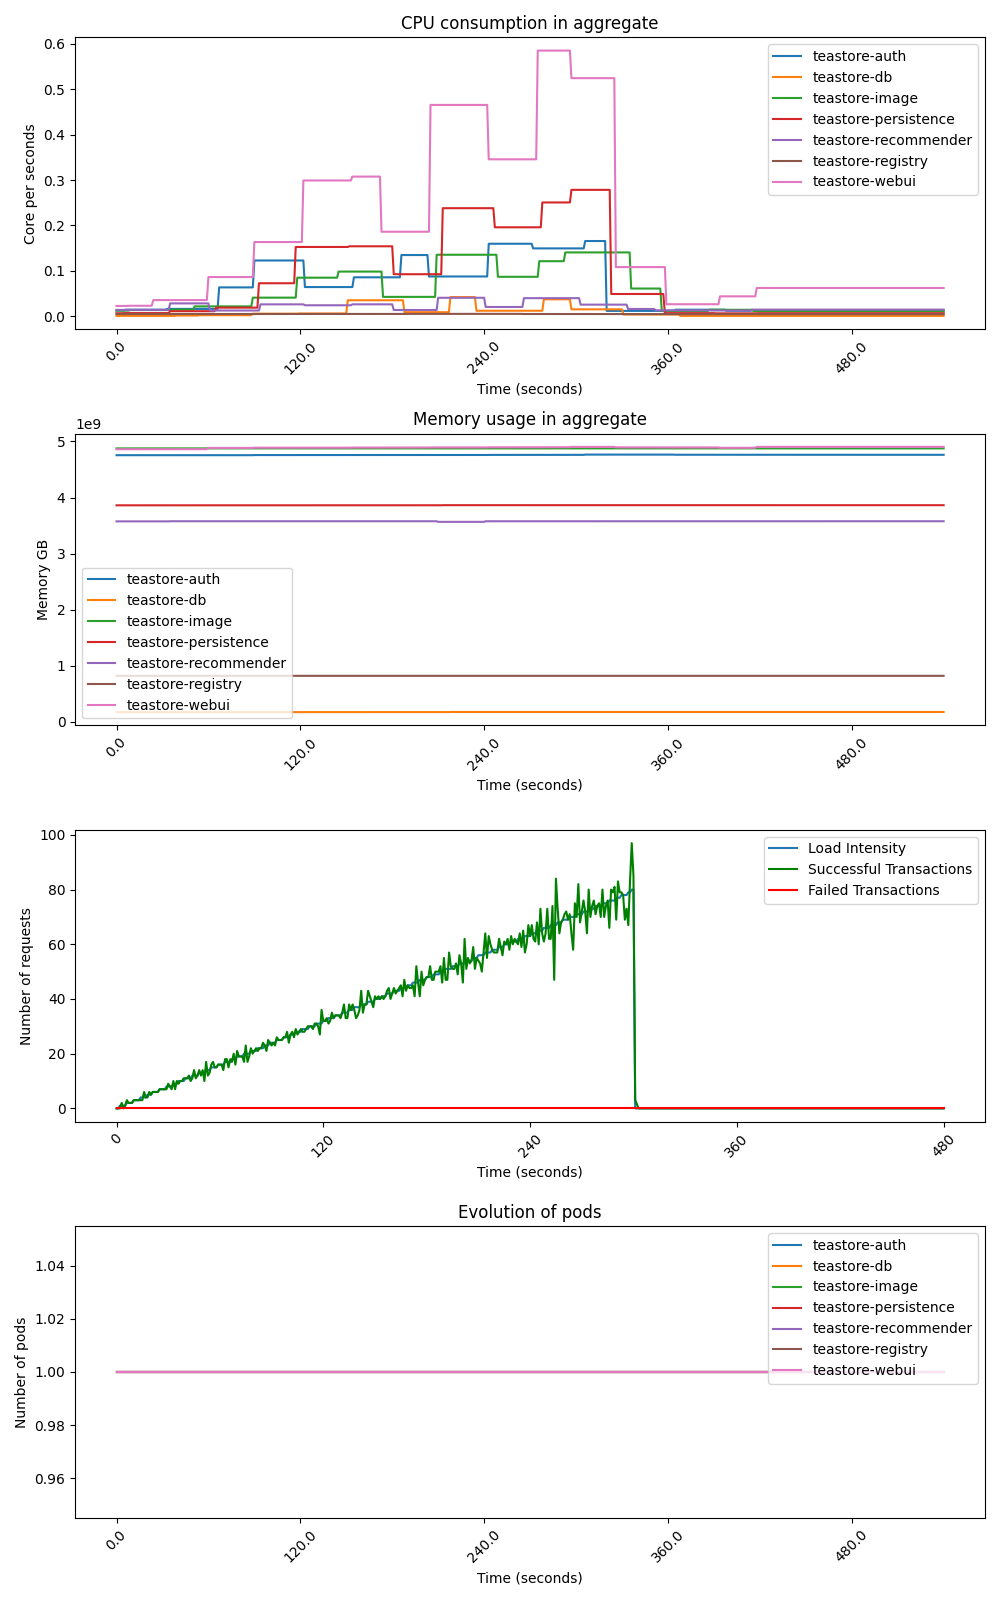 CPU consumption in aggregate
0.6
0.5
0.4
0.3
0.2
0.1
0.0
Core per seconds
teastore-auth
teastore-db
teastore-image
teastore-persistence
teastore-recommender
teastore-registry
teastore-webui
0.0
120.0
240.0
360.0
480.0
Time (seconds)
Memory usage in aggregate
1e9
5
4
3
2
1
0
Memory GB
teastore-auth
teastore-db
teastore-image
teastore-persistence
teastore-recommender
teastore-registry
teastore-webui
0.0
120.0
240.0
360.0
480.0
Time (seconds)
100
80
60
40
20
0
Number of requests
Load Intensity
Successful Transactions
Failed Transactions
0
120
240
360
480
Time (seconds)
Evolution of pods
1.04
1.02
1.00
0.98
0.96
Number of pods
teastore-auth
teastore-db
teastore-image
teastore-persistence
teastore-recommender
teastore-registry
teastore-webui
0.0
120.0
240.0
360.0
480.0
Time (seconds)